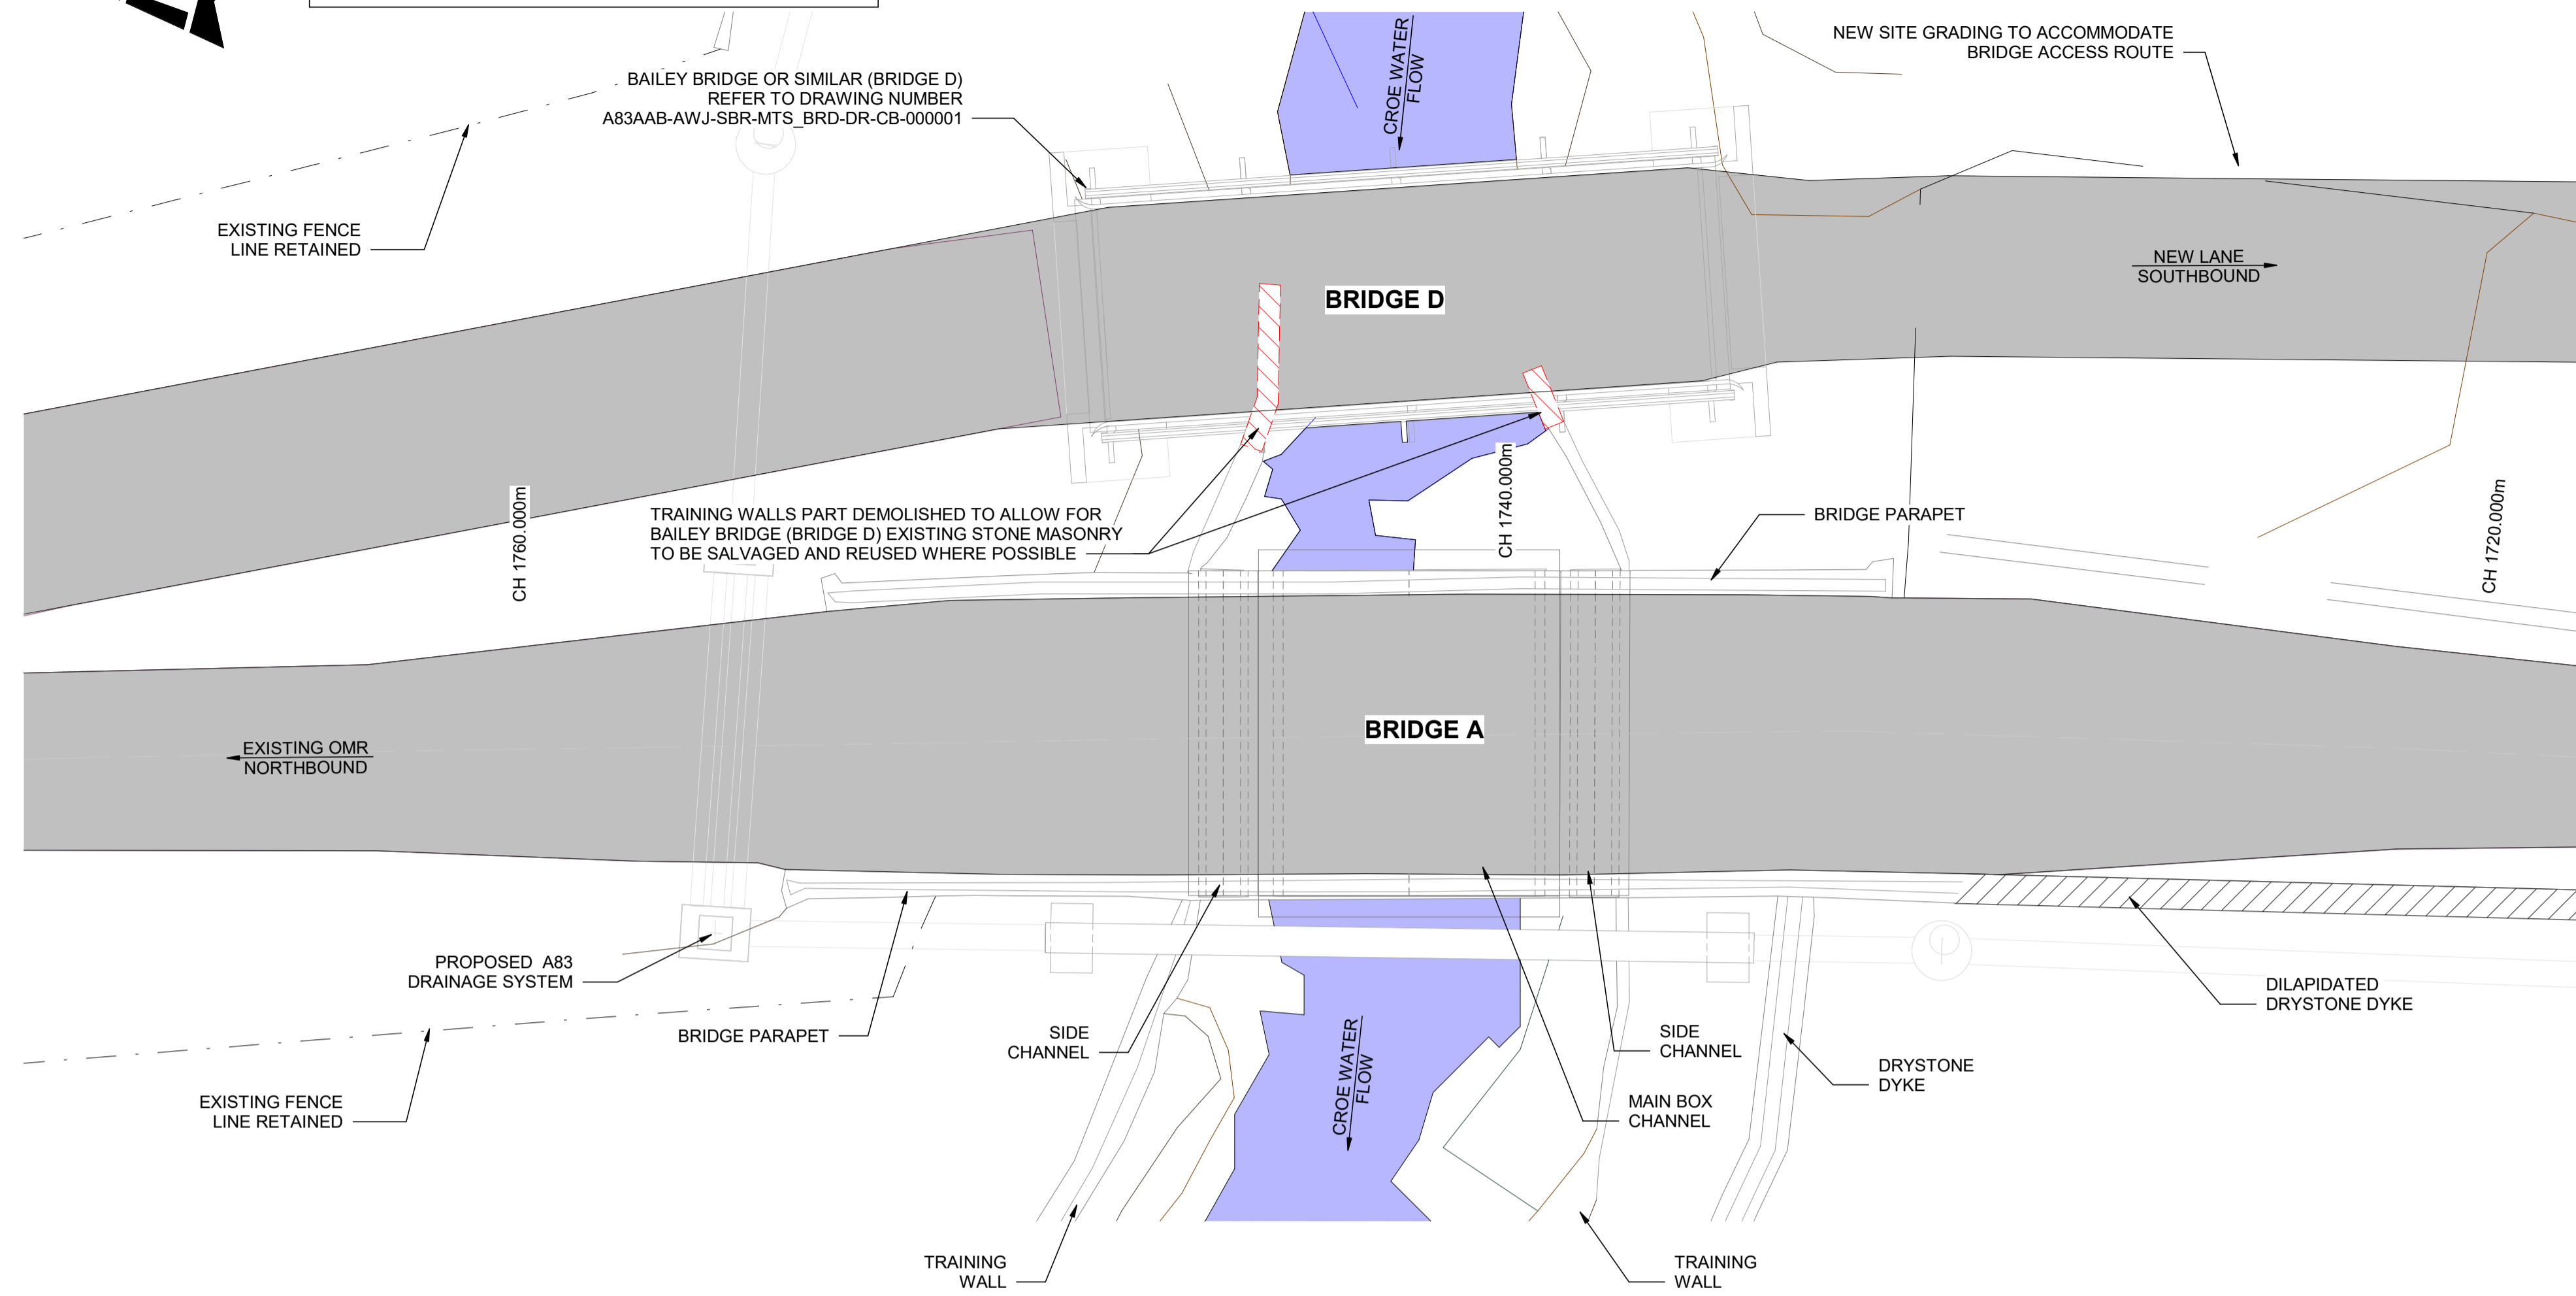 NEW SITE GRADING TO ACCOMMODATE
BRIDGE ACCESS ROUTE
CROE WATER
FLOW
BAILEY BRIDGE OR SIMILAR (BRIDGE D)
REFER TO DRAWING NUMBER
A83AAB-AWJ-SBR-MTS_BRD-DR-CB-000001
EXISTING FENCE
LINE RETAINED
NEW LANE
SOUTHBOUND
BRIDGE D
CH 1760.000m
TRAINING WALLS PART DEMOLISHED TO ALLOW FOR
BAILEY BRIDGE (BRIDGE D) EXISTING STONE MASONRY
TO BE SALVAGED AND REUSED WHERE POSSIBLE
CH 1740.000m
BRIDGE PARAPET
CH 1720.000m
EXISTING OMR
NORTHBOUND
BRIDGE A
PROPOSED A83
DRAINAGE SYSTEM
BRIDGE PARAPET
SIDE
CHANNEL
CROE WATER
FLOW
SIDE
CHANNEL
DILAPIDATED
DRYSTONE DYKE
DRYSTONE
DYKE
EXISTING FENCE
LINE RETAINED
MAIN BOX
CHANNEL
TRAINING
WALL
TRAINING
WALL